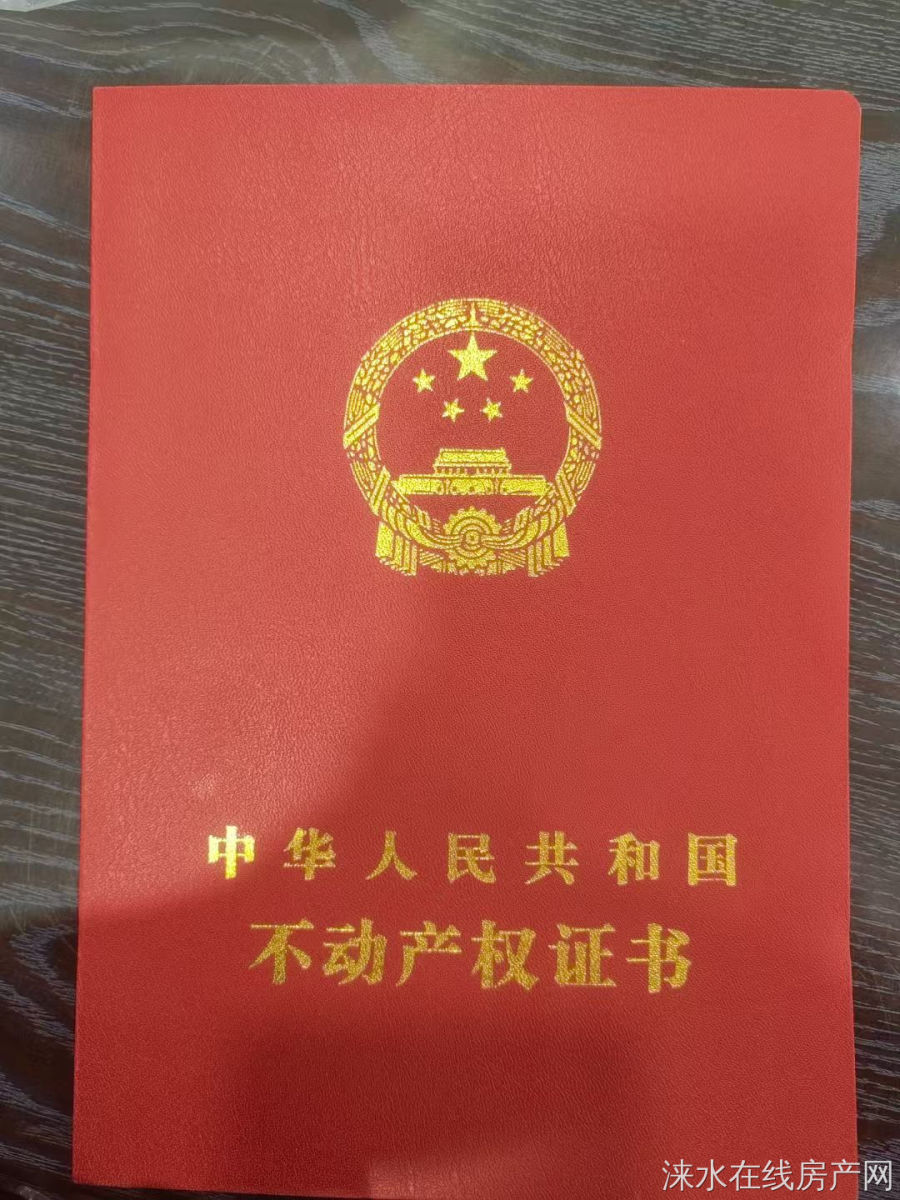 中华人民共和国
不动产权证书
涞水在线房产网